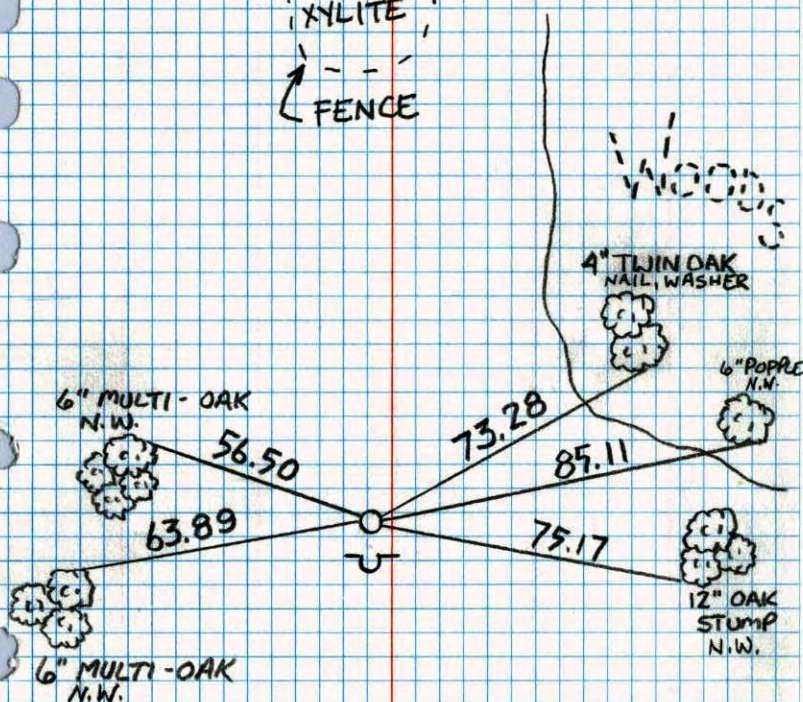 XYLITE
FENCE
Woods
4" TWIN OAK
NAIL, WASHER
6" POPPLE
N.W.
6" MULTI - OAK
N.W.
56.50
73.28
85.11
63.89
75.17
12" OAK
STUMP
N.W.
6" MULTI - OAK
N.W.